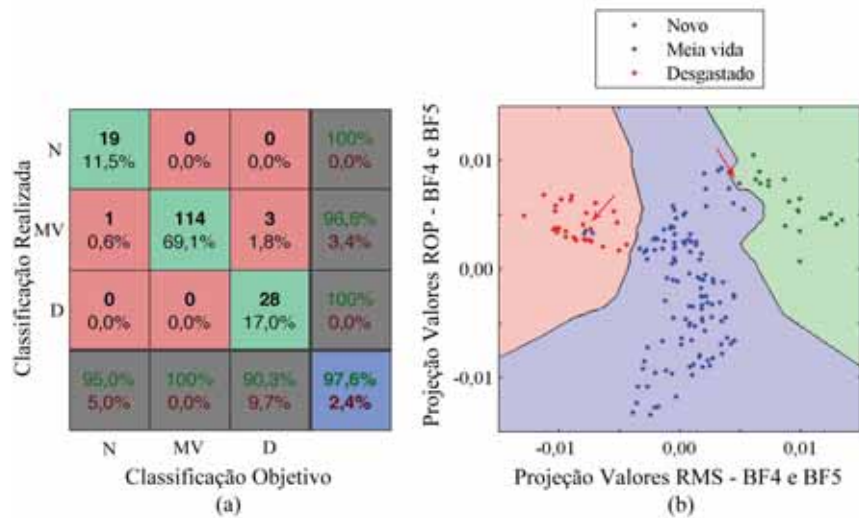 Novo
Meia vida
Desgastado
Classificação Realizada
N
19
11,5%
0
0,0%
0
0,0%
100%
0,0%
MV
1
0,6%
114
69,1%
3
1,8%
96,6%
3,4%
D
0
0,0%
0
0,0%
28
17,0%
100%
0,0%
95,0%
5,0%
100%
0,0%
90,3%
9,7%
97,6%
2,4%
N MV D
Classificação Objetivo
(a)
Projeção Valores ROP - BF4 e BF5
0,01
0,00
-0,01
-0,01 0,00 0,01
Projeção Valores RMS - BF4 e BF5
(b)